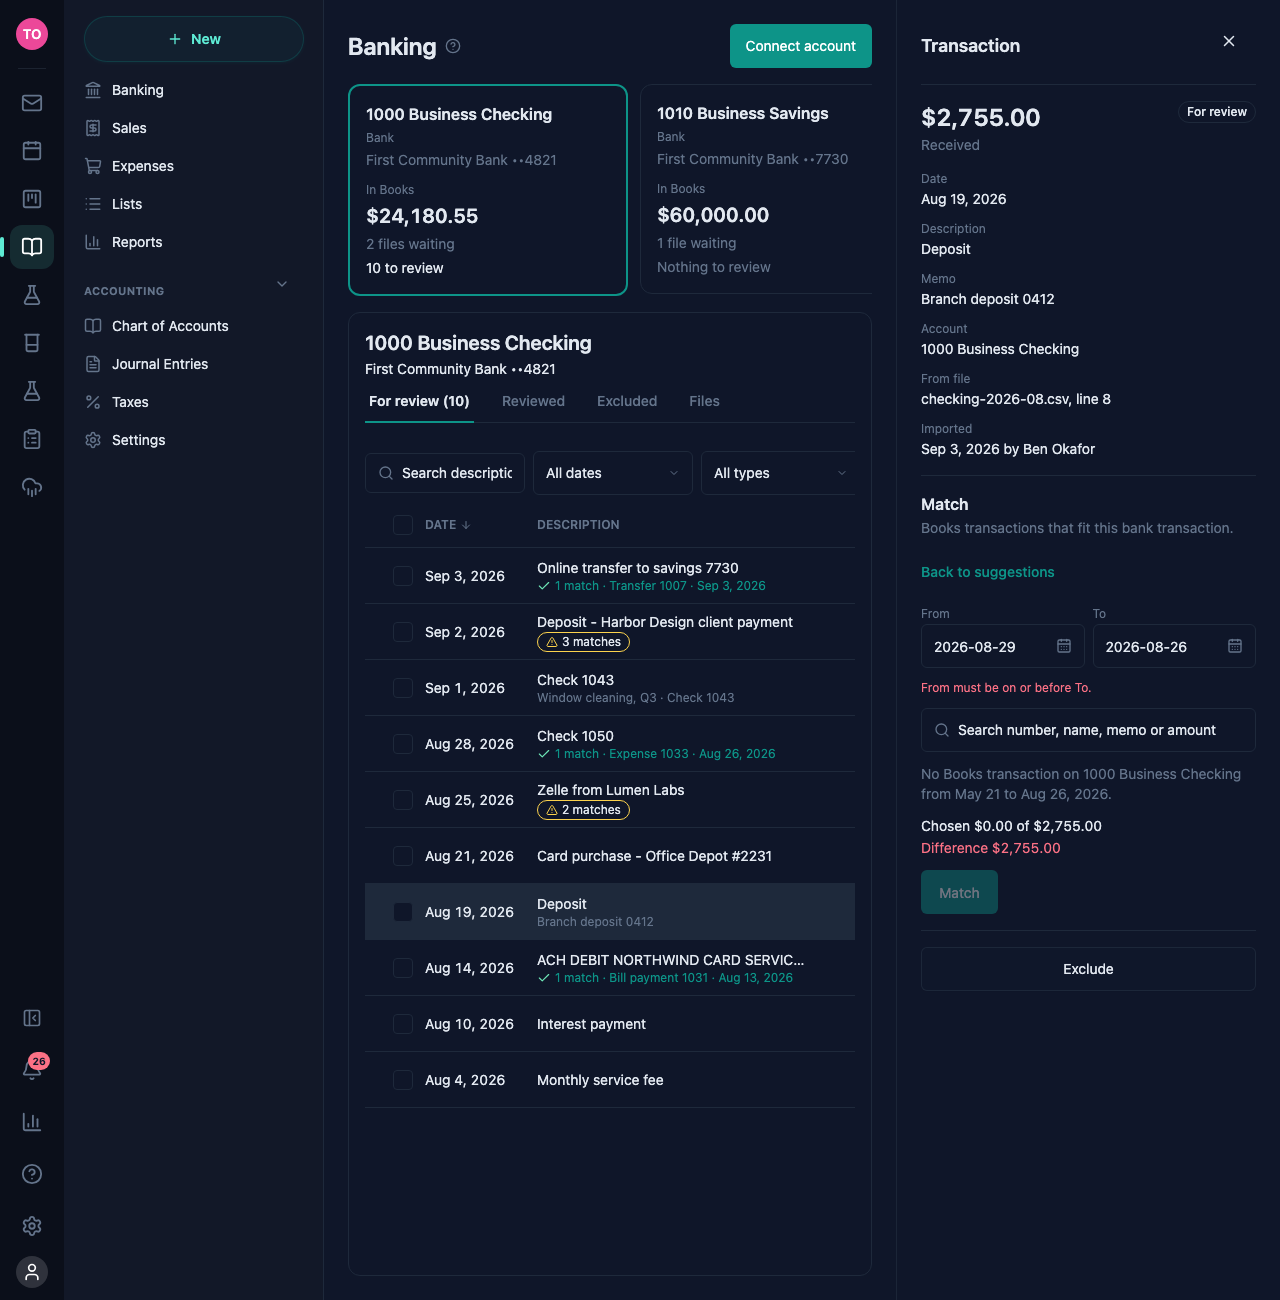 TO
New
Banking
Sales
Expenses
Lists
Reports
ACCOUNTING
Chart of Accounts
Journal Entries
Taxes
Settings
26
Banking
Connect account
1000 Business Checking
Bank
First Community Bank ••4821
In Books
$24,180.55
2 files waiting
10 to review
1010 Business Savings
Bank
First Community Bank ••7730
In Books
$60,000.00
1 file waiting
Nothing to review
1000 Business Checking
First Community Bank ••4821
For review (10)
Reviewed
Excluded
Files
Search descriptic
All dates
All types
DATE
DESCRIPTION
Sep 3, 2026
Online transfer to savings 7730
1 match · Transfer 1007 · Sep 3, 2026
Sep 2, 2026
Deposit - Harbor Design client payment
3 matches
Sep 1, 2026
Check 1043
Window cleaning, Q3 · Check 1043
Aug 28, 2026
Check 1050
1 match · Expense 1033 · Aug 26, 2026
Aug 25, 2026
Zelle from Lumen Labs
2 matches
Aug 21, 2026
Card purchase - Office Depot #2231
Aug 19, 2026
Deposit
Branch deposit 0412
Aug 14, 2026
ACH DEBIT NORTHWIND CARD SERVIC...
1 match · Bill payment 1031 · Aug 13, 2026
Aug 10, 2026
Interest payment
Aug 4, 2026
Monthly service fee
Transaction
$2,755.00
For review
Received
Date
Aug 19, 2026
Description
Deposit
Memo
Branch deposit 0412
Account
1000 Business Checking
From file
checking-2026-08.csv, line 8
Imported
Sep 3, 2026 by Ben Okafor
Match
Books transactions that fit this bank transaction.
Back to suggestions
From
To
2026-08-29
2026-08-26
From must be on or before To.
Search number, name, memo or amount
No Books transaction on 1000 Business Checking
from May 21 to Aug 26, 2026.
Chosen $0.00 of $2,755.00
Difference $2,755.00
Match
Exclude